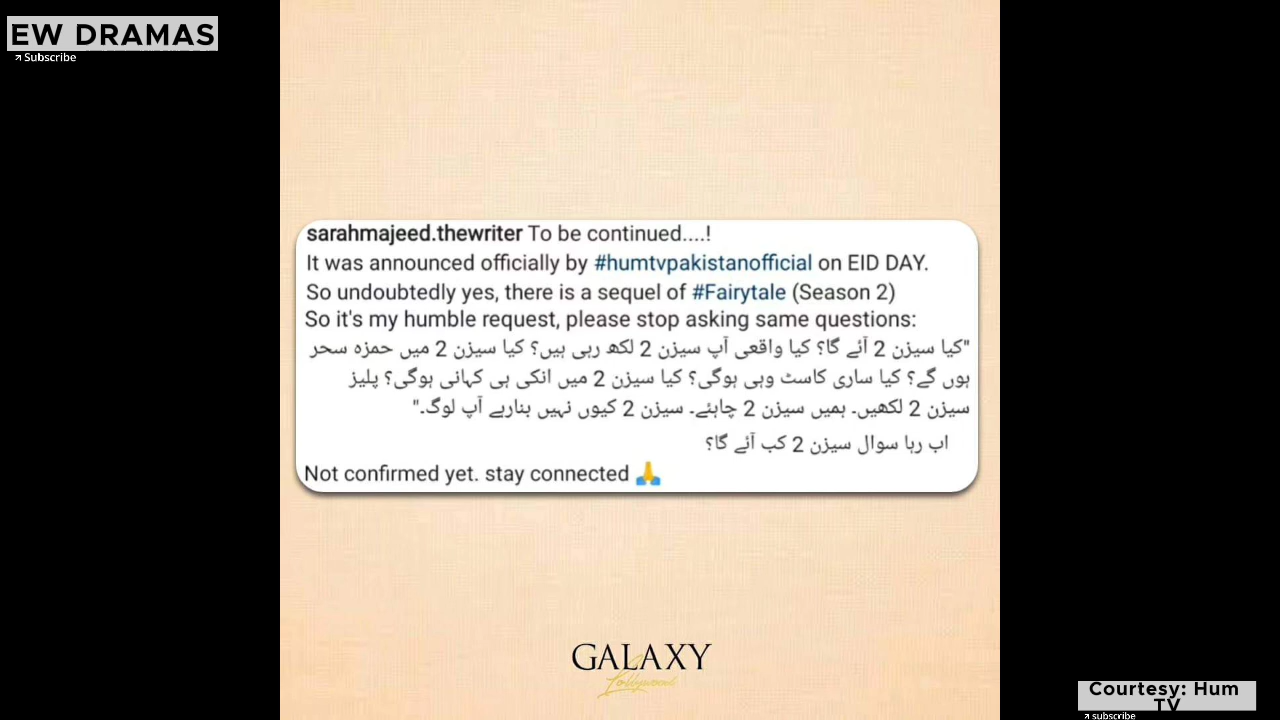 EW DRAMAS
↗ Subscribe
sarahmajeed.thewriter To be continued....!
It was announced officially by #humtvpakistanofficial on EID DAY.
So undoubtedly yes, there is a sequel of #Fairytale (Season 2)
So it's my humble request, please stop asking same questions:
"کیا سیزن 2 آئے گا؟ کیا واقعی آپ سیزن 2 لکھ رہی ہیں؟ کیا سیزن 2 میں حمزہ سحر
ہوں گے؟ کیا ساری کاسٹ وہی ہوگی؟ کیا سیزن 2 میں انکی ہی کہانی ہوگی؟ پلیز
سیزن 2 لکھیں۔ ہمیں سیزن 2 چاہئے۔ سیزن 2 کیوں نہیں بنارہے آپ لوگ۔"
اب رہا سوال سیزن 2 کب آئے گا؟
Not confirmed yet. stay connected 🙏
GALAXY
Lollywood
Courtesy: Hum
TV
↗ subscribe